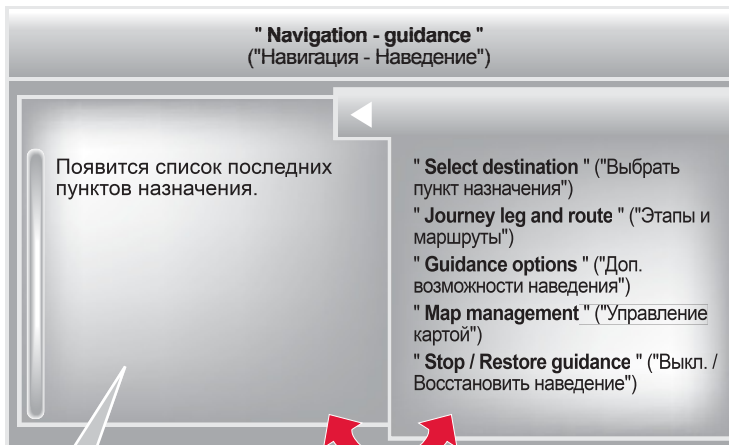 " Navigation - guidance "
("Навигация - Наведение")
Появится список последних
пунктов назначения.
" Select destination " ("Выбрать
пункт назначения")
" Journey leg and route " ("Этапы и
маршруты")
" Guidance options " ("Доп.
возможности наведения")
" Map management " ("Управление
картой")
" Stop / Restore guidance " ("Выкл. /
Восстановить наведение")